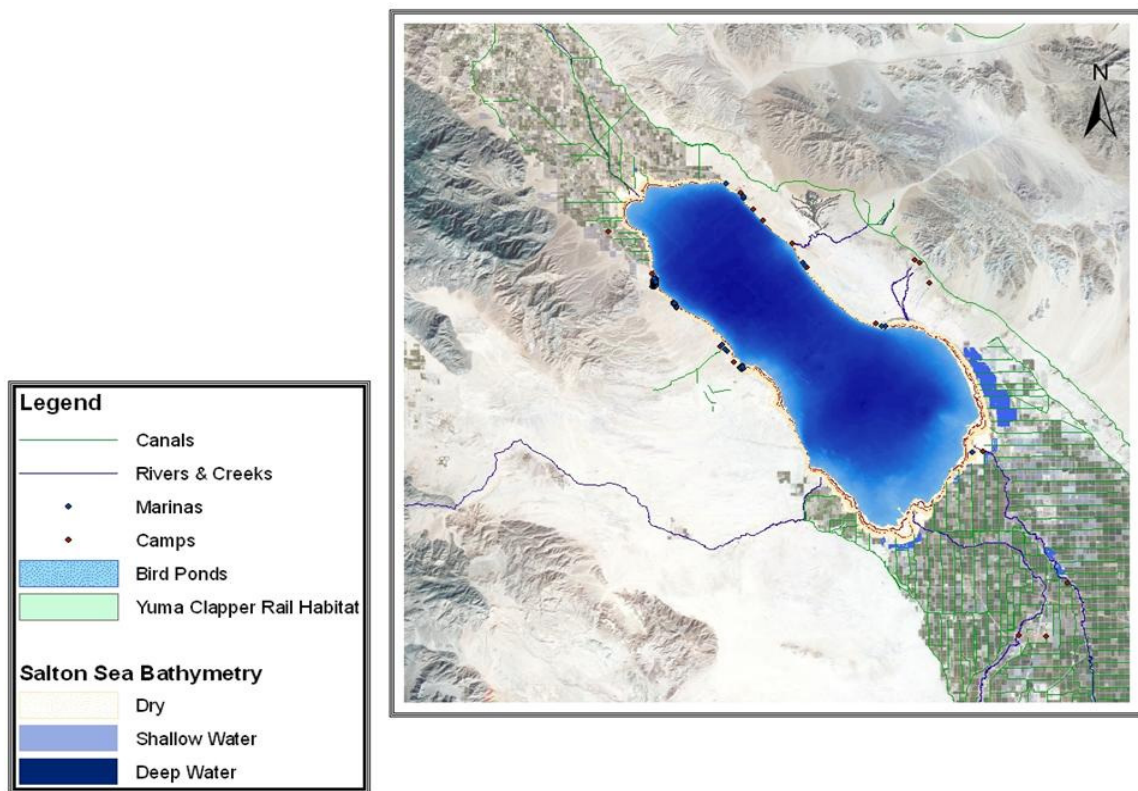 N
Legend
Canals
Rivers & Creeks
Marinas
Camps
Bird Ponds
Yuma Clapper Rail Habitat
Salton Sea Bathymetry
Dry
Shallow Water
Deep Water